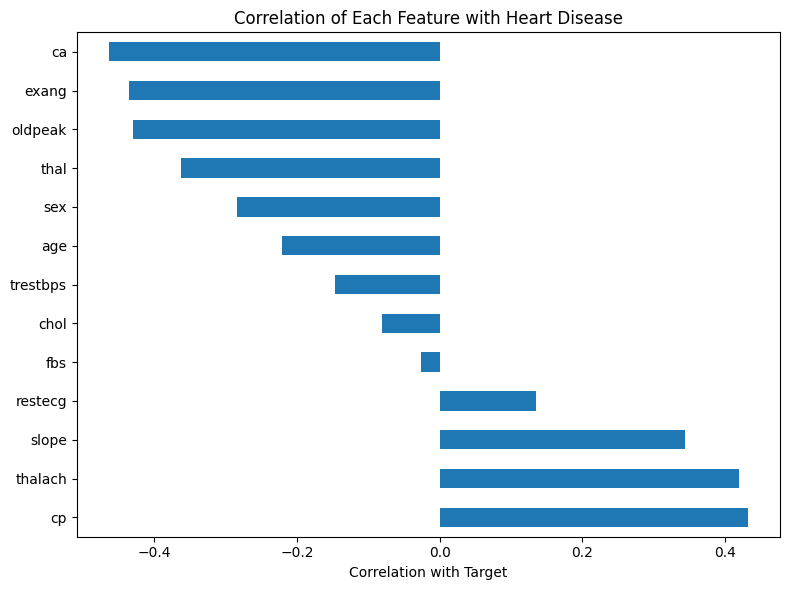 Correlation of Each Feature with Heart Disease
ca
exang
oldpeak
thal
sex
age
trestbps
chol
fbs
restecg
slope
thalach
cp
−0.4 −0.2 0.0 0.2 0.4
Correlation with Target